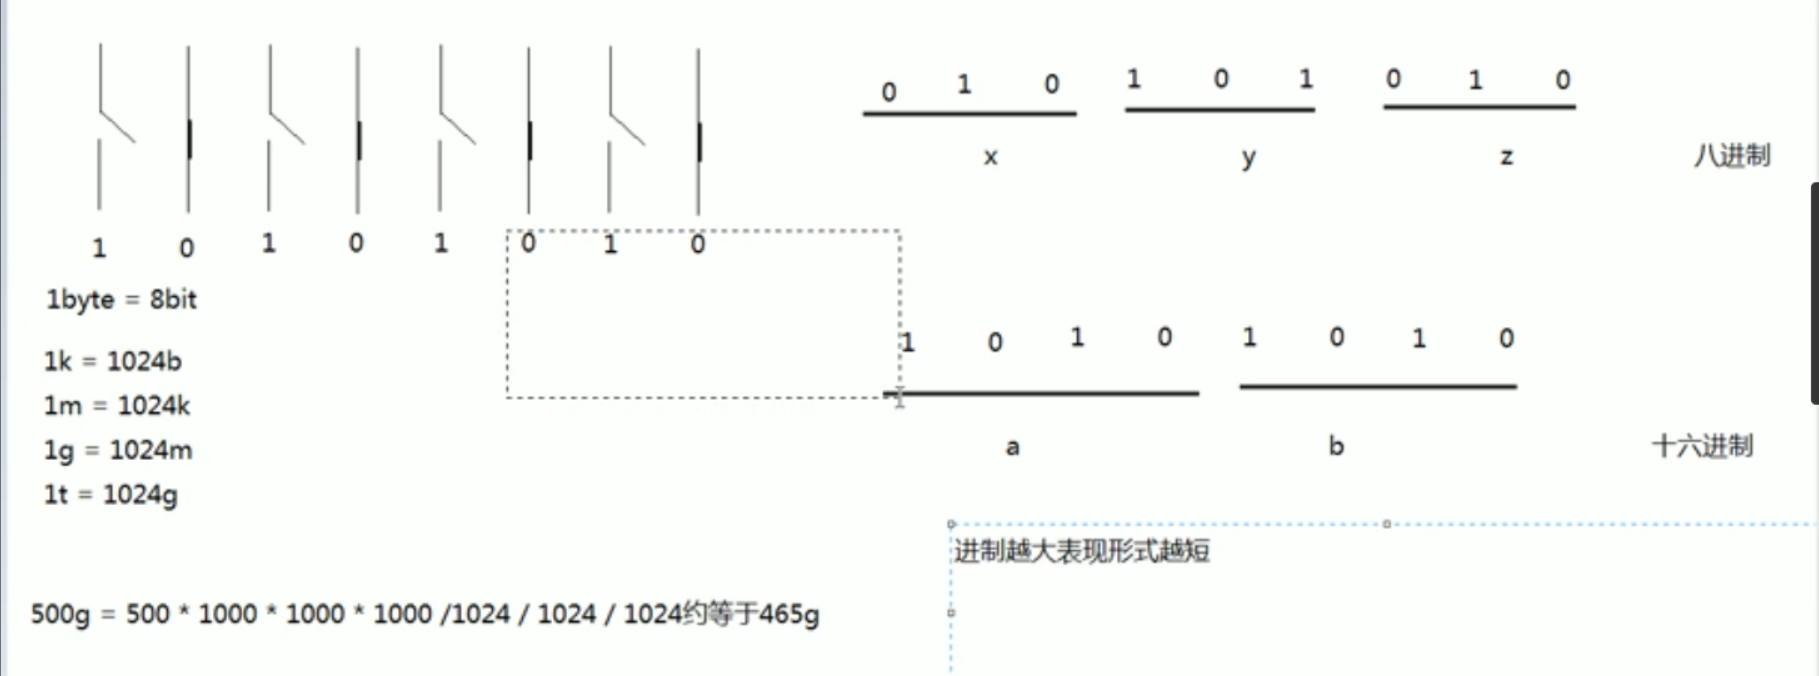 0 1 0 1 0 1 0 1 0
x y z 八进制
1 0 1 0 1 0 1 0
1byte = 8bit
1k = 1024b
1m = 1024k
1g = 1024m
1t = 1024g
1 0 1 0 1 0 1 0
a b 十六进制
进制越大表现形式越短
500g = 500 * 1000 * 1000 * 1000 /1024 / 1024 / 1024约等于465g